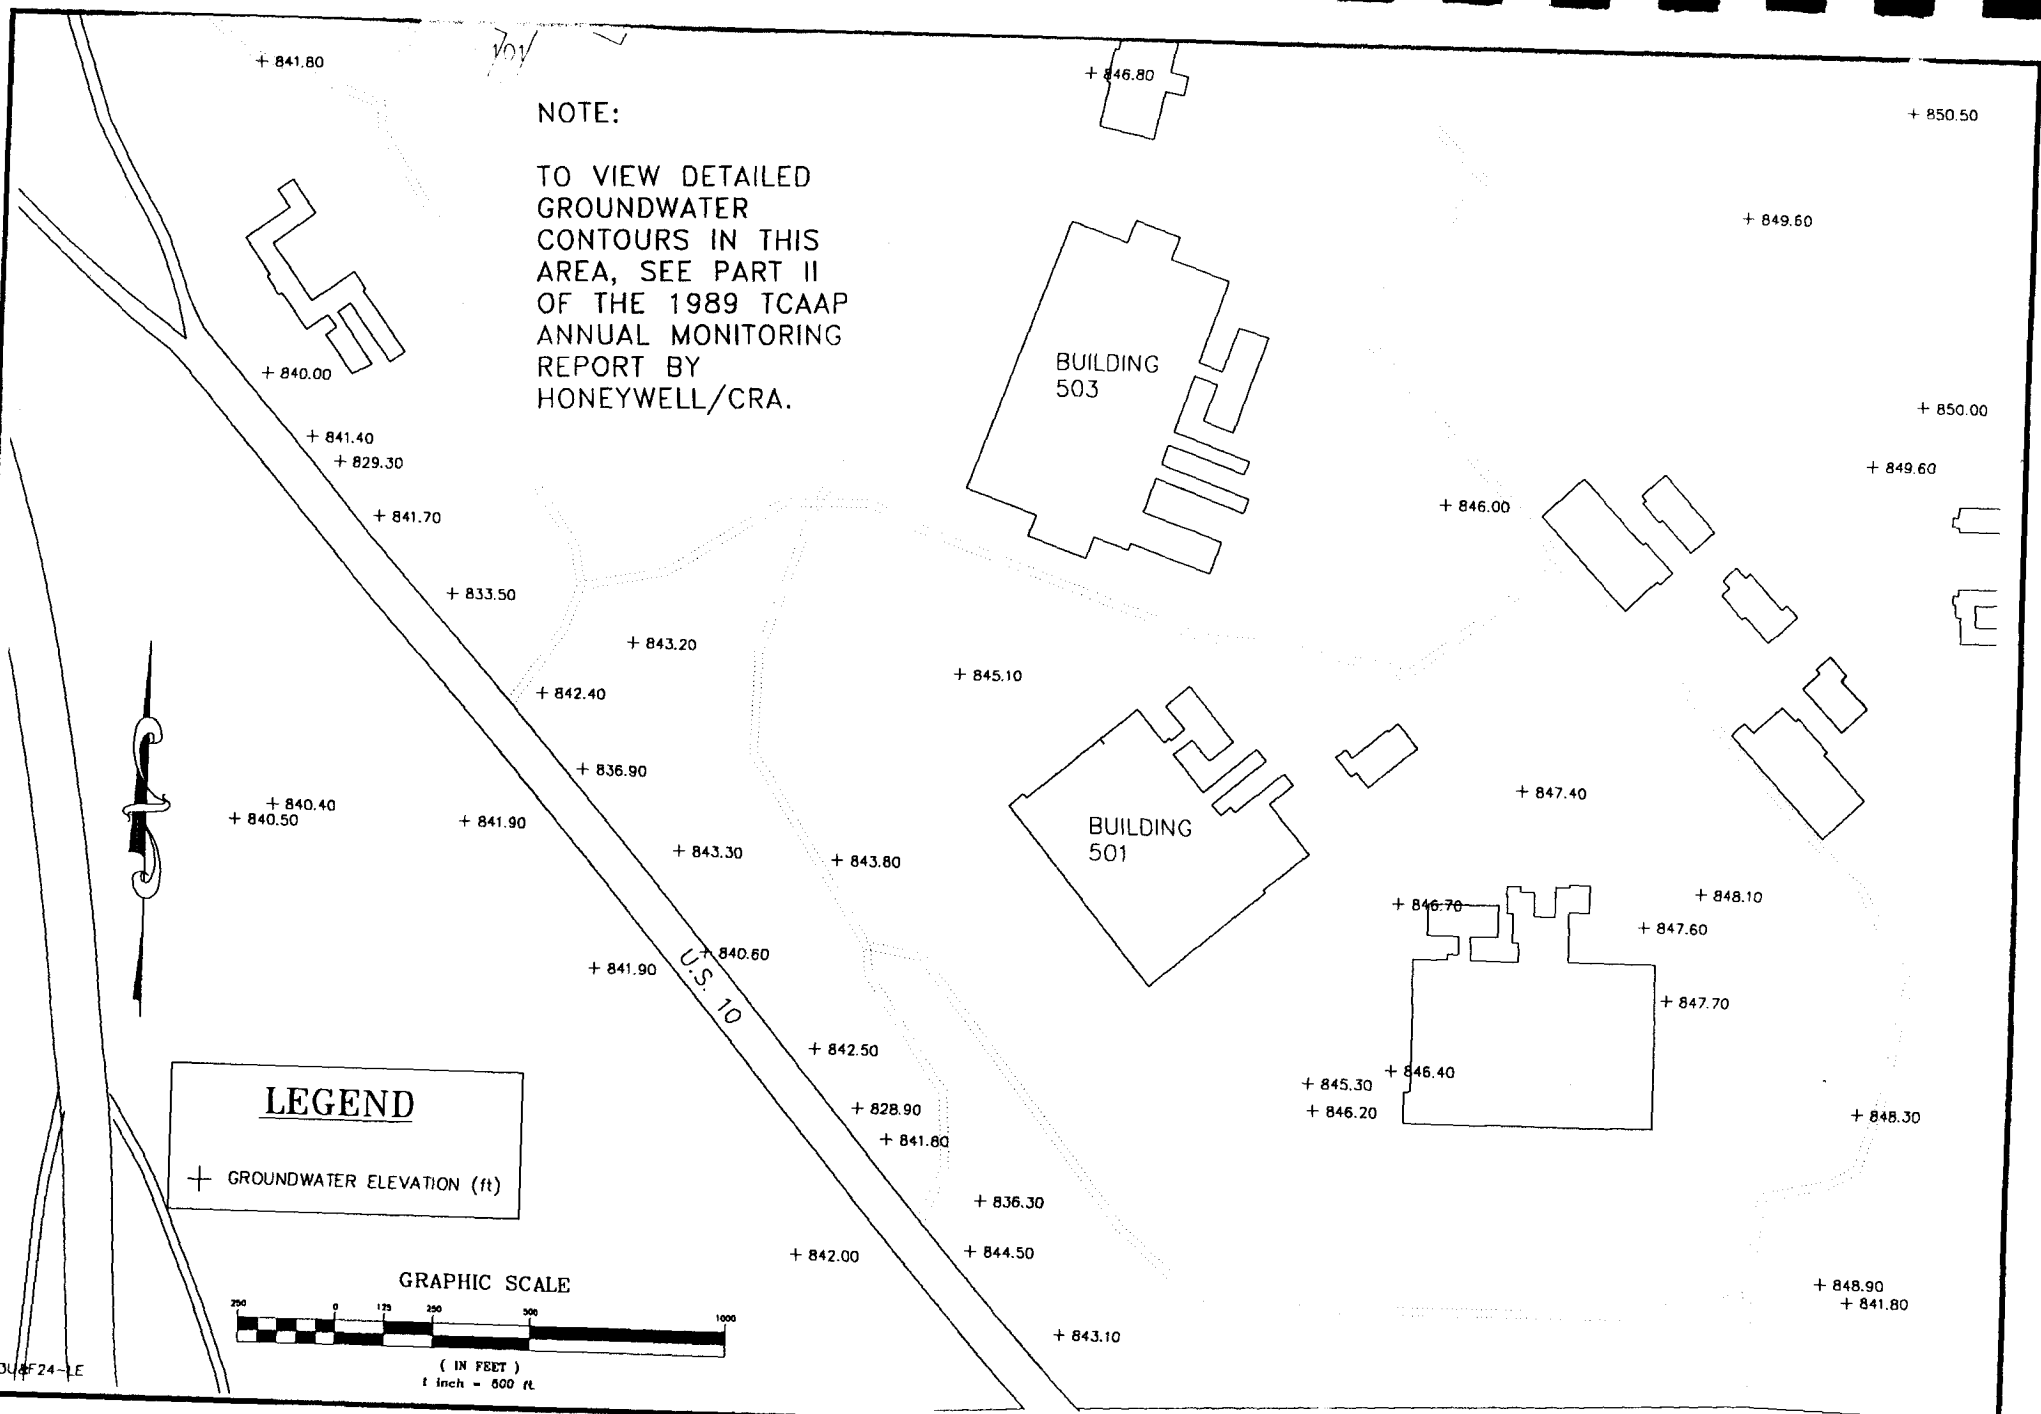 + 841.80
101
+ 846.80
+ 850.50
NOTE:
TO VIEW DETAILED
GROUNDWATER
CONTOURS IN THIS
AREA, SEE PART II
OF THE 1989 TCAAP
ANNUAL MONITORING
REPORT BY
HONEYWELL/CRA.
+ 849.60
BUILDING
503
+ 840.00
+ 850.00
+ 841.40
+ 829.30
+ 849.60
+ 841.70
+ 846.00
+ 833.50
+ 843.20
+ 845.10
+ 842.40
+ 836.90
+ 847.40
+ 840.40
+ 840.50
+ 841.90
BUILDING
501
+ 843.30
+ 843.80
+ 848.10
+ 846.70
+ 847.60
+ 840.60
+ 841.90
U.S. 10
+ 847.70
+ 842.50
+ 846.40
+ 845.30
+ 846.20
+ 828.90
+ 848.30
+ 841.80
LEGEND
+ GROUNDWATER ELEVATION (ft)
+ 836.30
+ 844.50
+ 842.00
+ 848.90
+ 841.80
+ 843.10
GRAPHIC SCALE
250 0 125 250 500 1000
( IN FEET )
1 inch = 500 ft.